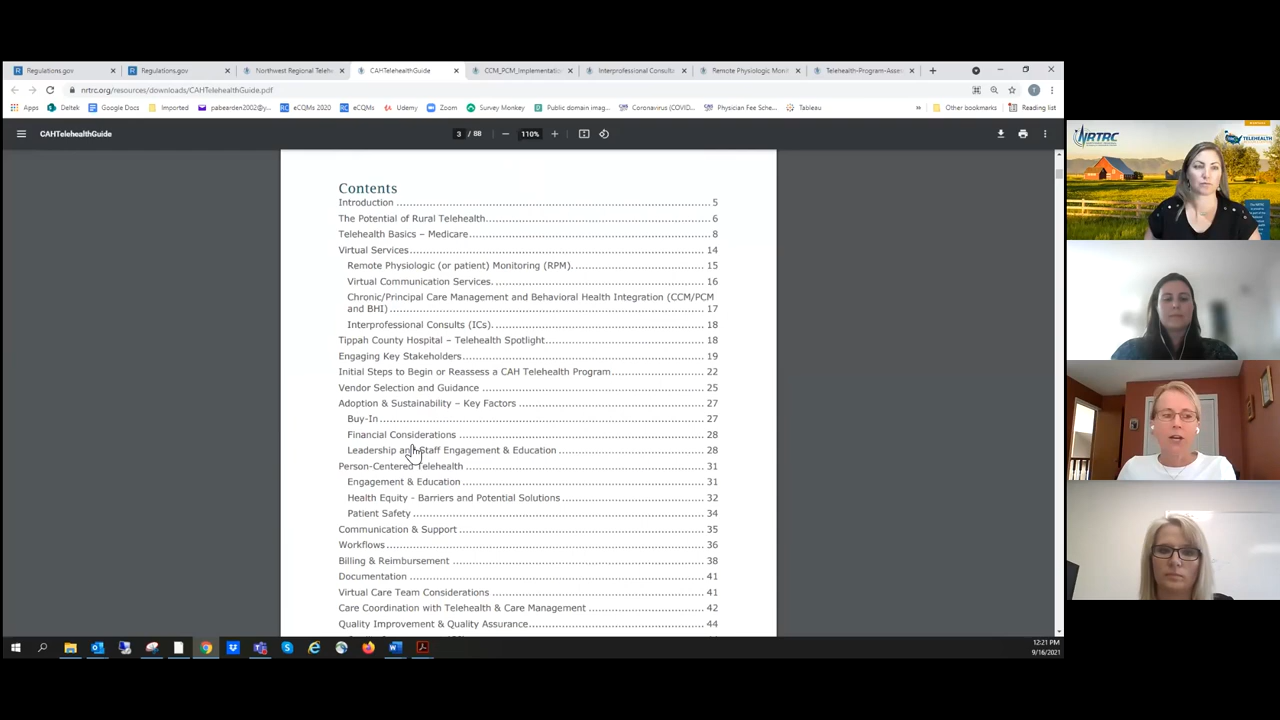 Regulations.gov
Regulations.gov
Northwest Regional Teleh
CAHTelehealthGuide
CCM_PCM_Implementatio
Interprofessional Consult
Remote Physiologic Moni
Telehealth-Program-Asse
nrtrc.org/resources/downloads/CAHTelehealthGuide.pdf
Apps
Deltek
Google Docs
Imported
pabearden2002@y...
eCQMs 2020
eCQMs
Udemy
Zoom
Survey Monkey
Public domain imag...
Coronavirus (COVID...
Physician Fee Sche...
Tableau
»
Other bookmarks
Reading list
CAHTelehealthGuide
3 / 88
110%
Contents
Introduction 5
The Potential of Rural Telehealth 6
Telehealth Basics – Medicare 8
Virtual Services 14
Remote Physiologic (or patient) Monitoring (RPM). 15
Virtual Communication Services. 16
Chronic/Principal Care Management and Behavioral Health Integration (CCM/PCM
and BHI) 17
Interprofessional Consults (ICs). 18
Tippah County Hospital – Telehealth Spotlight 18
Engaging Key Stakeholders 19
Initial Steps to Begin or Reassess a CAH Telehealth Program 22
Vendor Selection and Guidance 25
Adoption & Sustainability – Key Factors 27
Buy-In 27
Financial Considerations 28
Leadership and Staff Engagement & Education 28
Person-Centered Telehealth 31
Engagement & Education 31
Health Equity - Barriers and Potential Solutions 32
Patient Safety 34
Communication & Support 35
Workflows 36
Billing & Reimbursement 38
Documentation 41
Virtual Care Team Considerations 41
Care Coordination with Telehealth & Care Management 42
Quality Improvement & Quality Assurance 44
12:21 PM
9/16/2021
NRTRC
TELEHEALTH